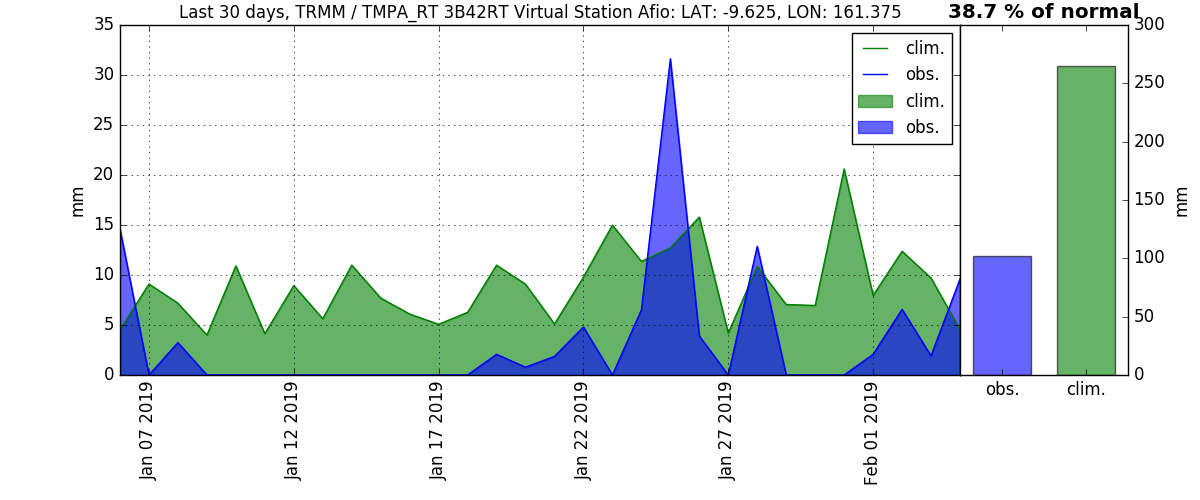 Last 30 days, TRMM / TMPA_RT 3B42RT Virtual Station Afio: LAT: -9.625, LON: 161.375
38.7 % of normal
35
30
25
20
15
10
5
0
mm
clim.
obs.
clim.
obs.
Jan 07 2019
Jan 12 2019
Jan 17 2019
Jan 22 2019
Jan 27 2019
Feb 01 2019
300
250
200
150
100
50
0
mm
obs.
clim.